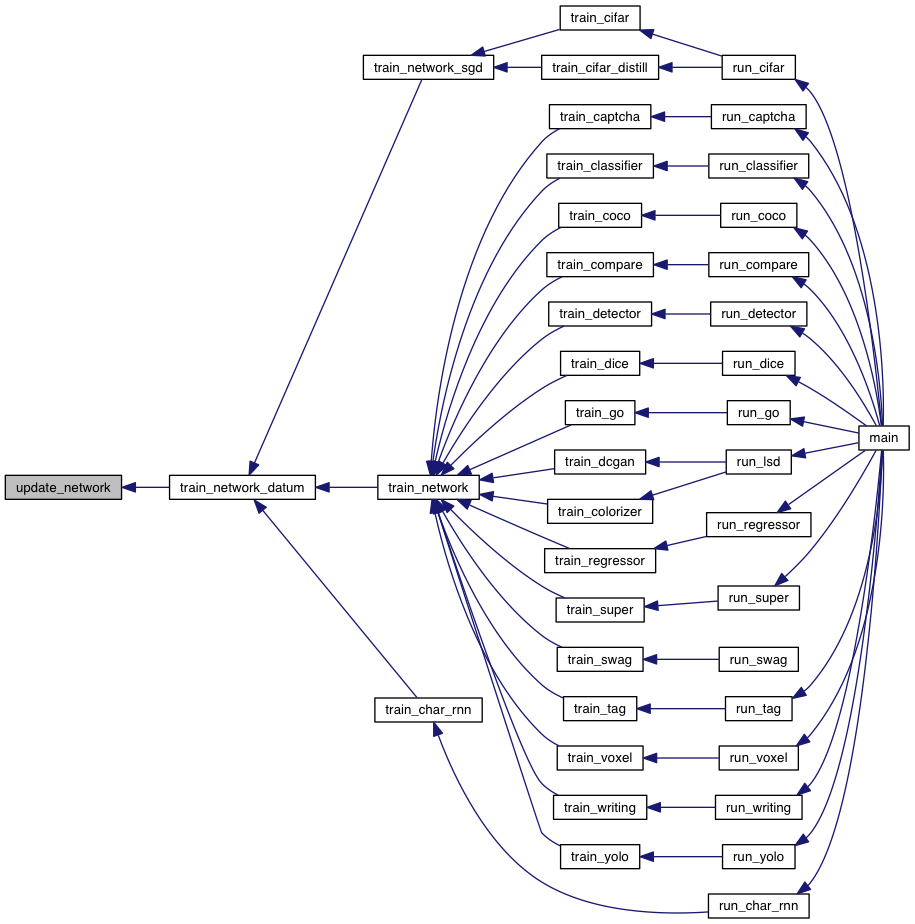 train_cifar
train_network_sgd
train_cifar_distill
run_cifar
train_captcha
run_captcha
train_classifier
run_classifier
train_coco
run_coco
train_compare
run_compare
train_detector
run_detector
train_dice
run_dice
train_go
run_go
main
train_dcgan
run_lsd
update_network
train_network_datum
train_network
train_colorizer
run_regressor
train_regressor
train_super
run_super
train_swag
run_swag
train_char_rnn
train_tag
run_tag
train_voxel
run_voxel
train_writing
run_writing
train_yolo
run_yolo
run_char_rnn